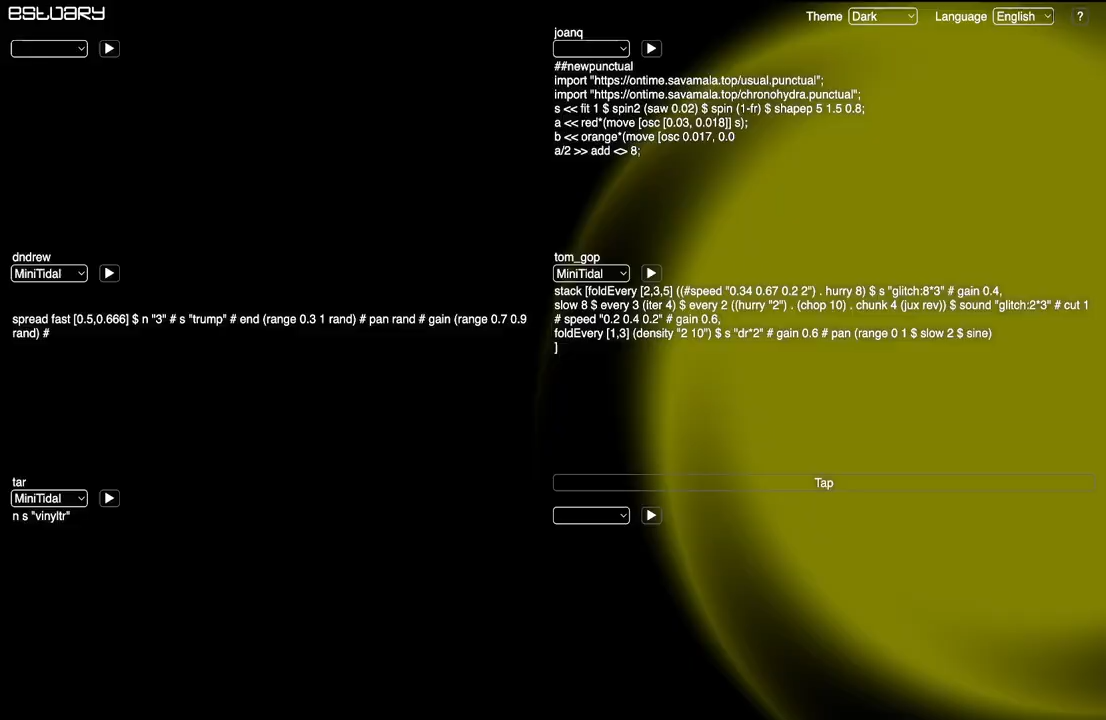 estuary
Theme Dark Language English ?
joanq
##newpunctual
import "https://ontime.savamala.top/usual.punctual";
import "https://ontime.savamala.top/chronohydra.punctual";
s << fit 1 $ spin2 (saw 0.02) $ spin (1-fr) $ shapep 5 1.5 0.8;
a << red*(move [osc [0.03, 0.018]] s);
b << orange*(move [osc 0.017, 0.0
a/2 >> add <> 8;
dndrew
MiniTidal
spread fast [0.5,0.666] $ n "3" # s "trump" # end (range 0.3 1 rand) # pan rand # gain (range 0.7 0.9
rand) #
tom_gop
MiniTidal
stack [foldEvery [2,3,5] ((#speed "0.34 0.67 0.2 2") . hurry 8) $ s "glitch:8*3" # gain 0.4,
slow 8 $ every 3 (iter 4) $ every 2 ((hurry "2") . (chop 10) . chunk 4 (jux rev)) $ sound "glitch:2*3" # cut 1
# speed "0.2 0.4 0.2" # gain 0.6,
foldEvery [1,3] (density "2 10") $ s "dr*2" # gain 0.6 # pan (range 0 1 $ slow 2 $ sine)
]
tar
MiniTidal
n s "vinyltr"
Tap